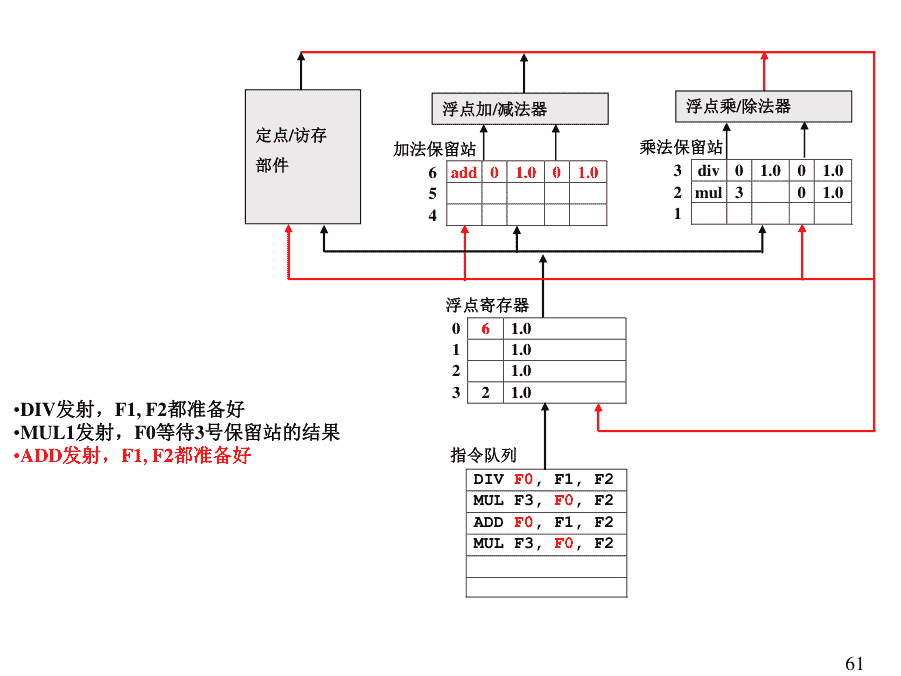 定点/访存
部件
浮点加/减法器
浮点乘/除法器
加法保留站
6 add 0 1.0 0 1.0
5
4
乘法保留站
3 div 0 1.0 0 1.0
2 mul 3 0 1.0
1
浮点寄存器
0 6 1.0
1 1.0
2 1.0
3 2 1.0
•DIV发射，F1, F2都准备好
•MUL1发射，F0等待3号保留站的结果
•ADD发射，F1, F2都准备好
指令队列
DIV F0, F1, F2
MUL F3, F0, F2
ADD F0, F1, F2
MUL F3, F0, F2
61